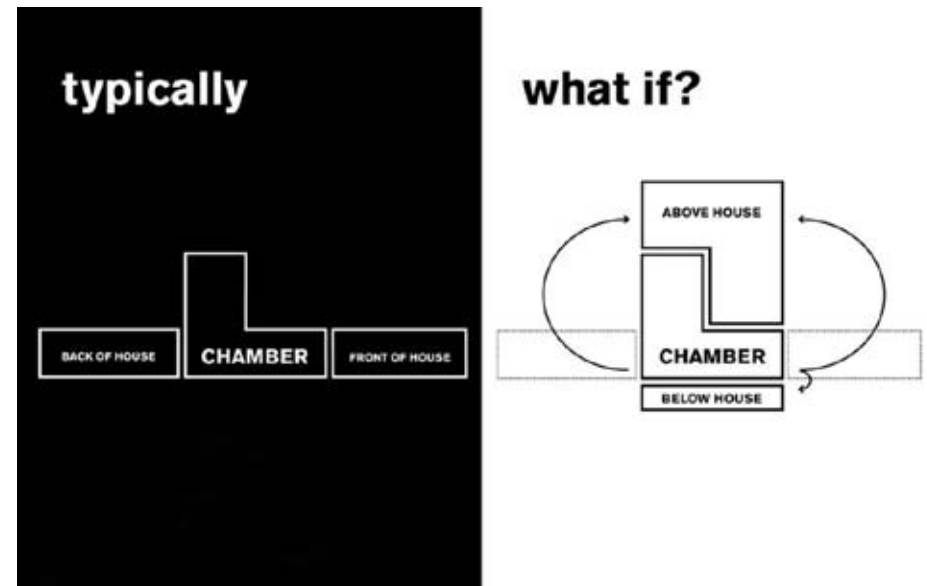 typically
BACK OF HOUSE
CHAMBER
FRONT OF HOUSE
what if?
ABOVE HOUSE
CHAMBER
BELOW HOUSE